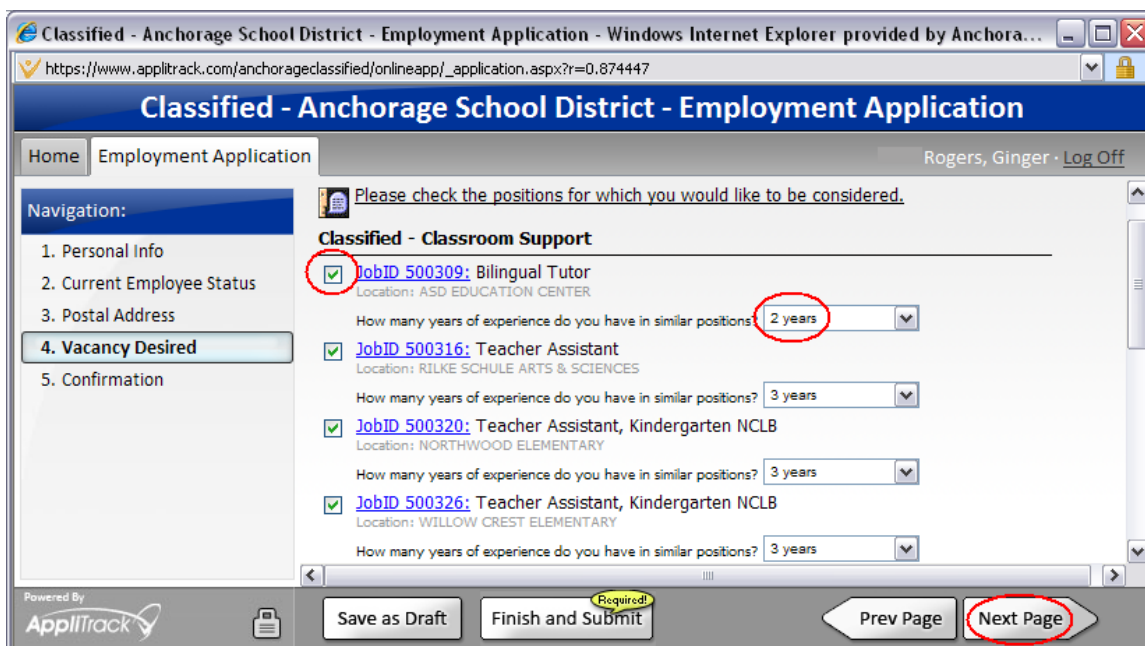 Classified - Anchorage School District - Employment Application - Windows Internet Explorer provided by Anchora...
https://www.applitrack.com/anchorageclassified/onlineapp/_application.aspx?r=0.874447
Classified - Anchorage School District - Employment Application
Home Employment Application Rogers, Ginger · Log Off
Navigation:
1. Personal Info
2. Current Employee Status
3. Postal Address
4. Vacancy Desired
5. Confirmation
Please check the positions for which you would like to be considered.
Classified - Classroom Support
JobID 500309: Bilingual Tutor
Location: ASD EDUCATION CENTER
How many years of experience do you have in similar positions? 2 years
JobID 500316: Teacher Assistant
Location: RILKE SCHULE ARTS & SCIENCES
How many years of experience do you have in similar positions? 3 years
JobID 500320: Teacher Assistant, Kindergarten NCLB
Location: NORTHWOOD ELEMENTARY
How many years of experience do you have in similar positions? 3 years
JobID 500326: Teacher Assistant, Kindergarten NCLB
Location: WILLOW CREST ELEMENTARY
How many years of experience do you have in similar positions? 3 years
Powered By
AppliTrack
Save as Draft
Finish and Submit
Required!
Prev Page
Next Page